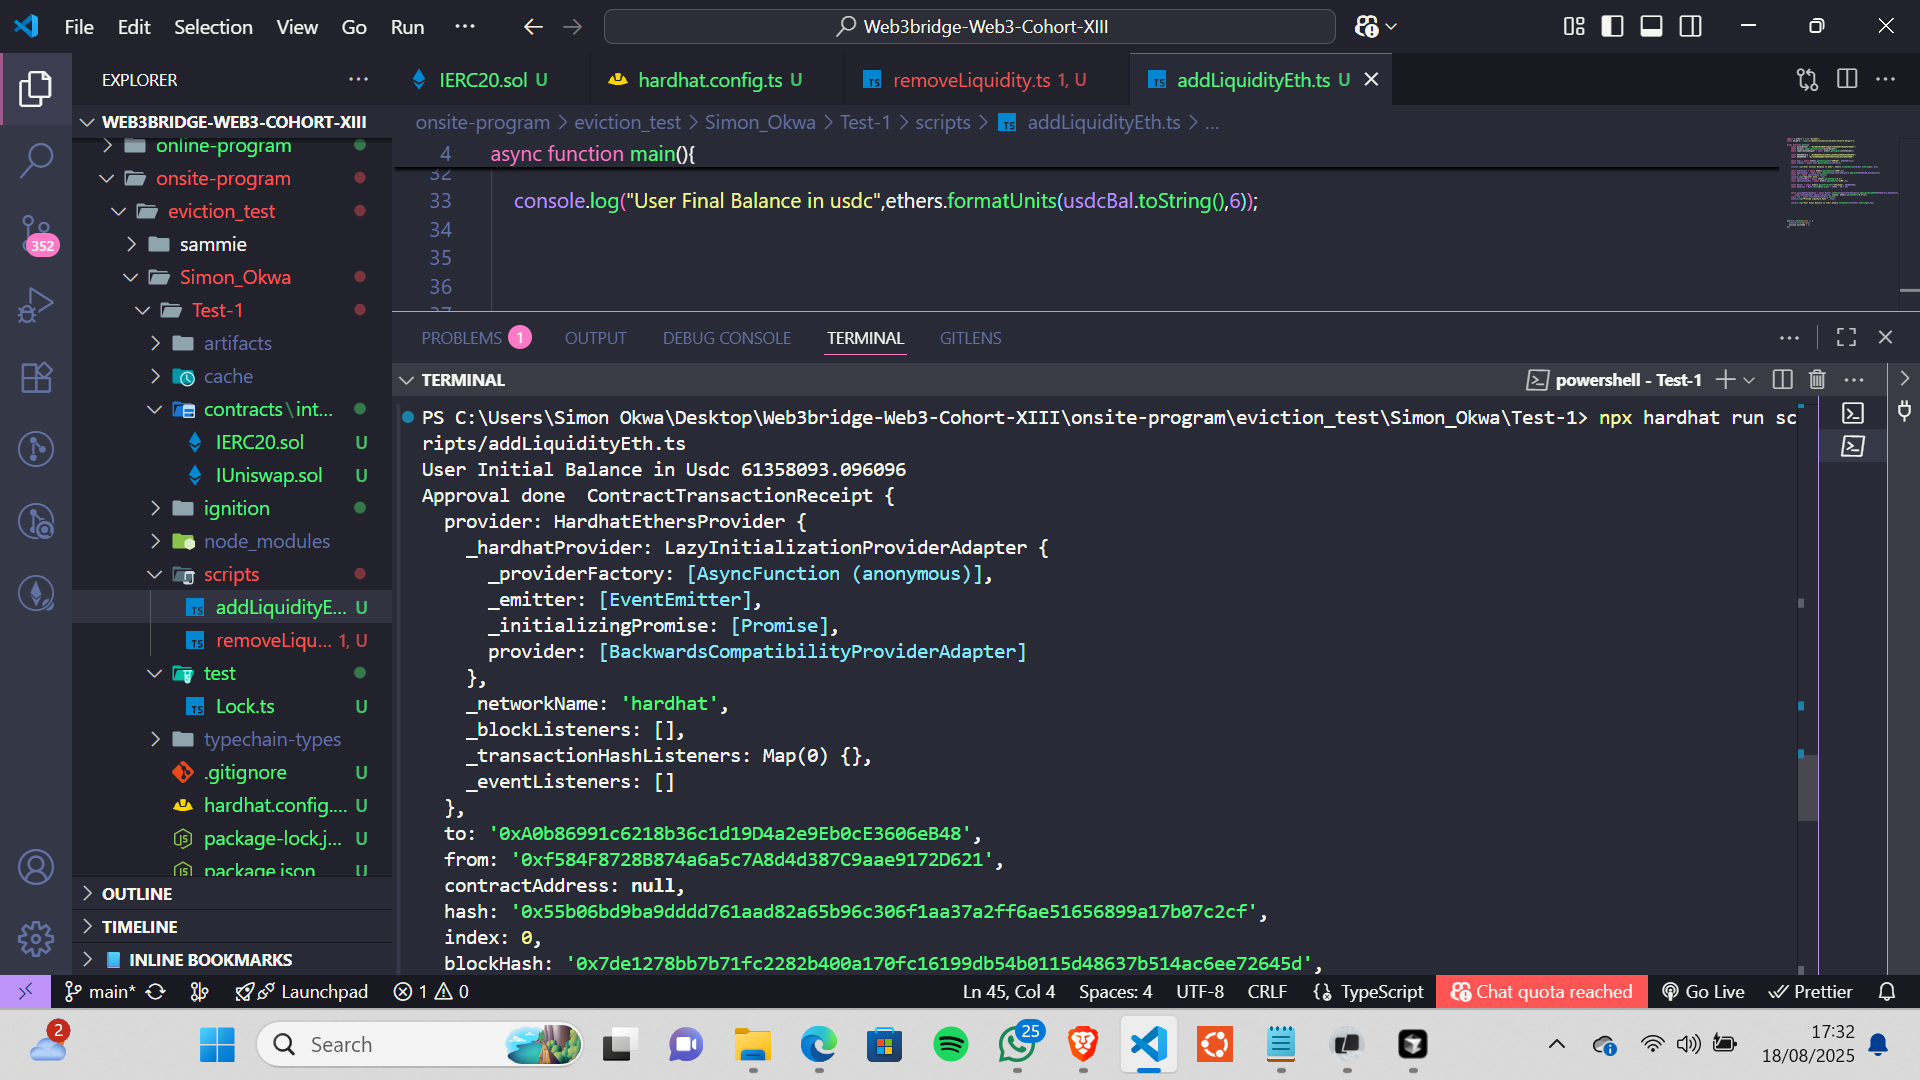 File Edit Selection View Go Run ···
Web3bridge-Web3-Cohort-XIII
EXPLORER ···
WEB3BRIDGE-WEB3-COHORT-XIII
online-program
onsite-program
eviction_test
sammie
Simon_Okwa
Test-1
artifacts
cache
contracts\int...
IERC20.sol U
IUniswap.sol U
ignition
node_modules
scripts
addLiquidityE... U
removeLiqu... 1, U
test
Lock.ts U
typechain-types
.gitignore U
hardhat.config.... U
package-lock.j... U
package.json U
OUTLINE
TIMELINE
INLINE BOOKMARKS
352
IERC20.sol U
hardhat.config.ts U
removeLiquidity.ts 1, U
addLiquidityEth.ts U
onsite-program > eviction_test > Simon_Okwa > Test-1 > scripts > addLiquidityEth.ts > ...
4 async function main(){
32
33 console.log("User Final Balance in usdc",ethers.formatUnits(usdcBal.toString(),6));
34
35
36
37
PROBLEMS 1 OUTPUT DEBUG CONSOLE TERMINAL GITLENS
TERMINAL
powershell - Test-1
PS C:\Users\Simon Okwa\Desktop\Web3bridge-Web3-Cohort-XIII\onsite-program\eviction_test\Simon_Okwa\Test-1> npx hardhat run sc
ripts/addLiquidityEth.ts
User Initial Balance in Usdc 61358093.096096
Approval done  ContractTransactionReceipt {
provider: HardhatEthersProvider {
_hardhatProvider: LazyInitializationProviderAdapter {
_providerFactory: [AsyncFunction (anonymous)],
_emitter: [EventEmitter],
_initializingPromise: [Promise],
provider: [BackwardsCompatibilityProviderAdapter]
},
_networkName: 'hardhat',
_blockListeners: [],
_transactionHashListeners: Map(0) {},
_eventListeners: []
},
to: '0xA0b86991c6218b36c1d19D4a2e9Eb0cE3606eB48',
from: '0xf584F8728B874a6a5c7A8d4d387C9aae9172D621',
contractAddress: null,
hash: '0x55b06bd9ba9dddd761aad82a65b96c306f1aa37a2ff6ae51656899a17b07c2cf',
index: 0,
blockHash: '0x7de1278bb7b71fc2282b400a170fc16199db54b0115d48637b514ac6ee72645d',
main* Launchpad 1 0
Ln 45, Col 4 Spaces: 4 UTF-8 CRLF TypeScript Chat quota reached Go Live Prettier
2
Search
25
17:32
18/08/2025